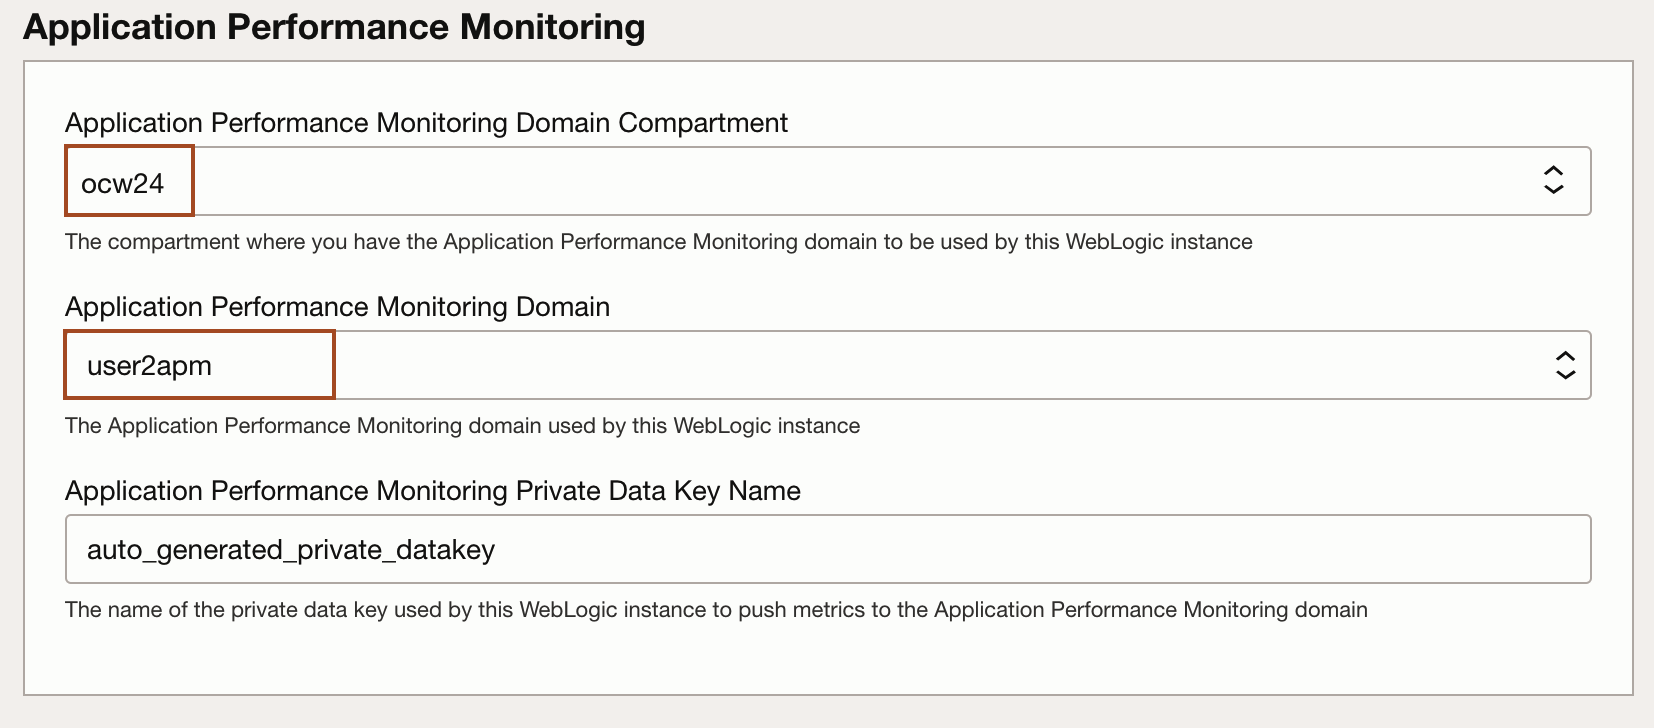 Application Performance Monitoring
Application Performance Monitoring Domain Compartment
ocw24
The compartment where you have the Application Performance Monitoring domain to be used by this WebLogic instance
Application Performance Monitoring Domain
user2apm
The Application Performance Monitoring domain used by this WebLogic instance
Application Performance Monitoring Private Data Key Name
auto_generated_private_datakey
The name of the private data key used by this WebLogic instance to push metrics to the Application Performance Monitoring domain